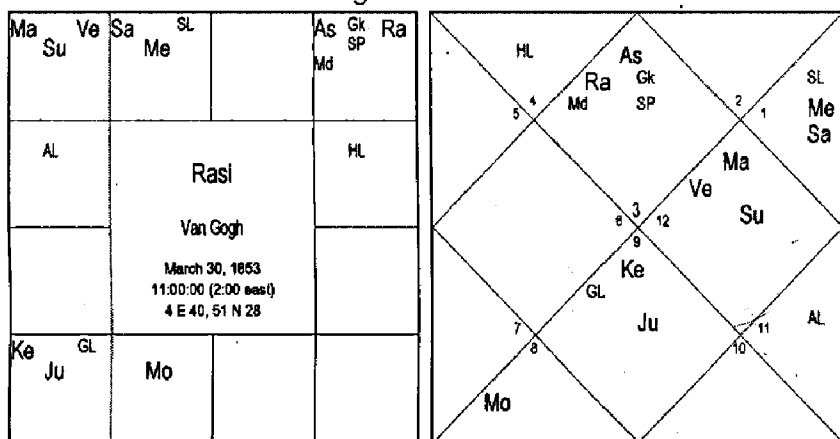 Ma Ve Sa SL As Gk Ra
Su Me SP
Md
AL HL
Rasi
Van Gogh
March 30, 1853
11:00:00 (2:00 east)
4 E 40, 51 N 28
Ke GL
Ju Mo
HL As SL
Ra Gk
Md SP Me
5 4 2 1 Sa
Ma
Ve
Su
3
6 12
9
Ke
GL
Ju AL
7 11
8 10
Mo